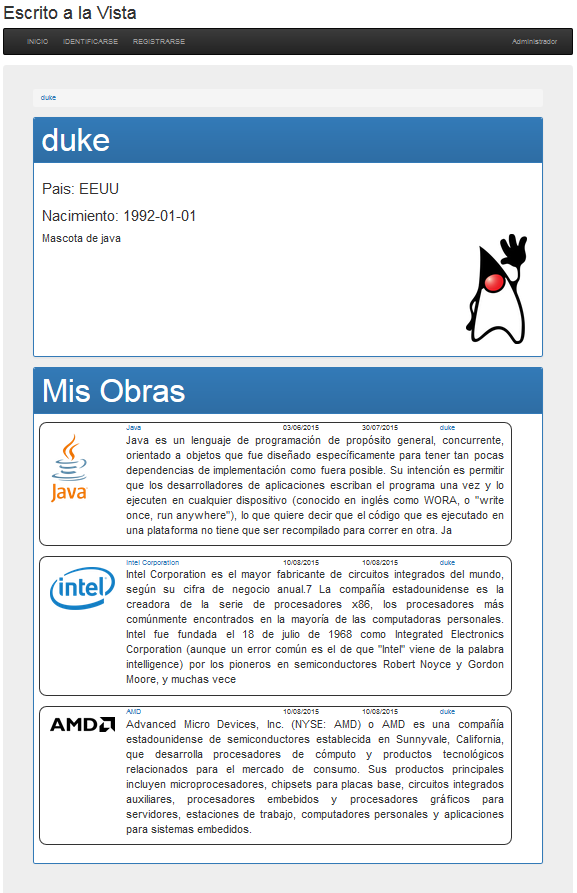 Escrito a la Vista
INICIO IDENTIFICARSE REGISTRARSE Administrador
duke
duke
Pais: EEUU
Nacimiento: 1992-01-01
Mascota de java
Mis Obras
Java 03/06/2015 30/07/2015 duke
Java
Java es un lenguaje de programación de propósito general, concurrente,
orientado a objetos que fue diseñado específicamente para tener tan pocas
dependencias de implementación como fuera posible. Su intención es permitir
que los desarrolladores de aplicaciones escriban el programa una vez y lo
ejecuten en cualquier dispositivo (conocido en inglés como WORA, o "write
once, run anywhere"), lo que quiere decir que el código que es ejecutado en
una plataforma no tiene que ser recompilado para correr en otra. Ja
Intel Corporation 10/08/2015 10/08/2015 duke
intel
Intel Corporation es el mayor fabricante de circuitos integrados del mundo,
según su cifra de negocio anual.7 La compañía estadounidense es la
creadora de la serie de procesadores x86, los procesadores más
comúnmente encontrados en la mayoría de las computadoras personales.
Intel fue fundada el 18 de julio de 1968 como Integrated Electronics
Corporation (aunque un error común es el de que "Intel" viene de la palabra
intelligence) por los pioneros en semiconductores Robert Noyce y Gordon
Moore, y muchas vece
AMD 10/08/2015 10/08/2015 duke
AMD
Advanced Micro Devices, Inc. (NYSE: AMD) o AMD es una compañía
estadounidense de semiconductores establecida en Sunnyvale, California,
que desarrolla procesadores de cómputo y productos tecnológicos
relacionados para el mercado de consumo. Sus productos principales
incluyen microprocesadores, chipsets para placas base, circuitos integrados
auxiliares, procesadores embebidos y procesadores gráficos para
servidores, estaciones de trabajo, computadores personales y aplicaciones
para sistemas embedidos.